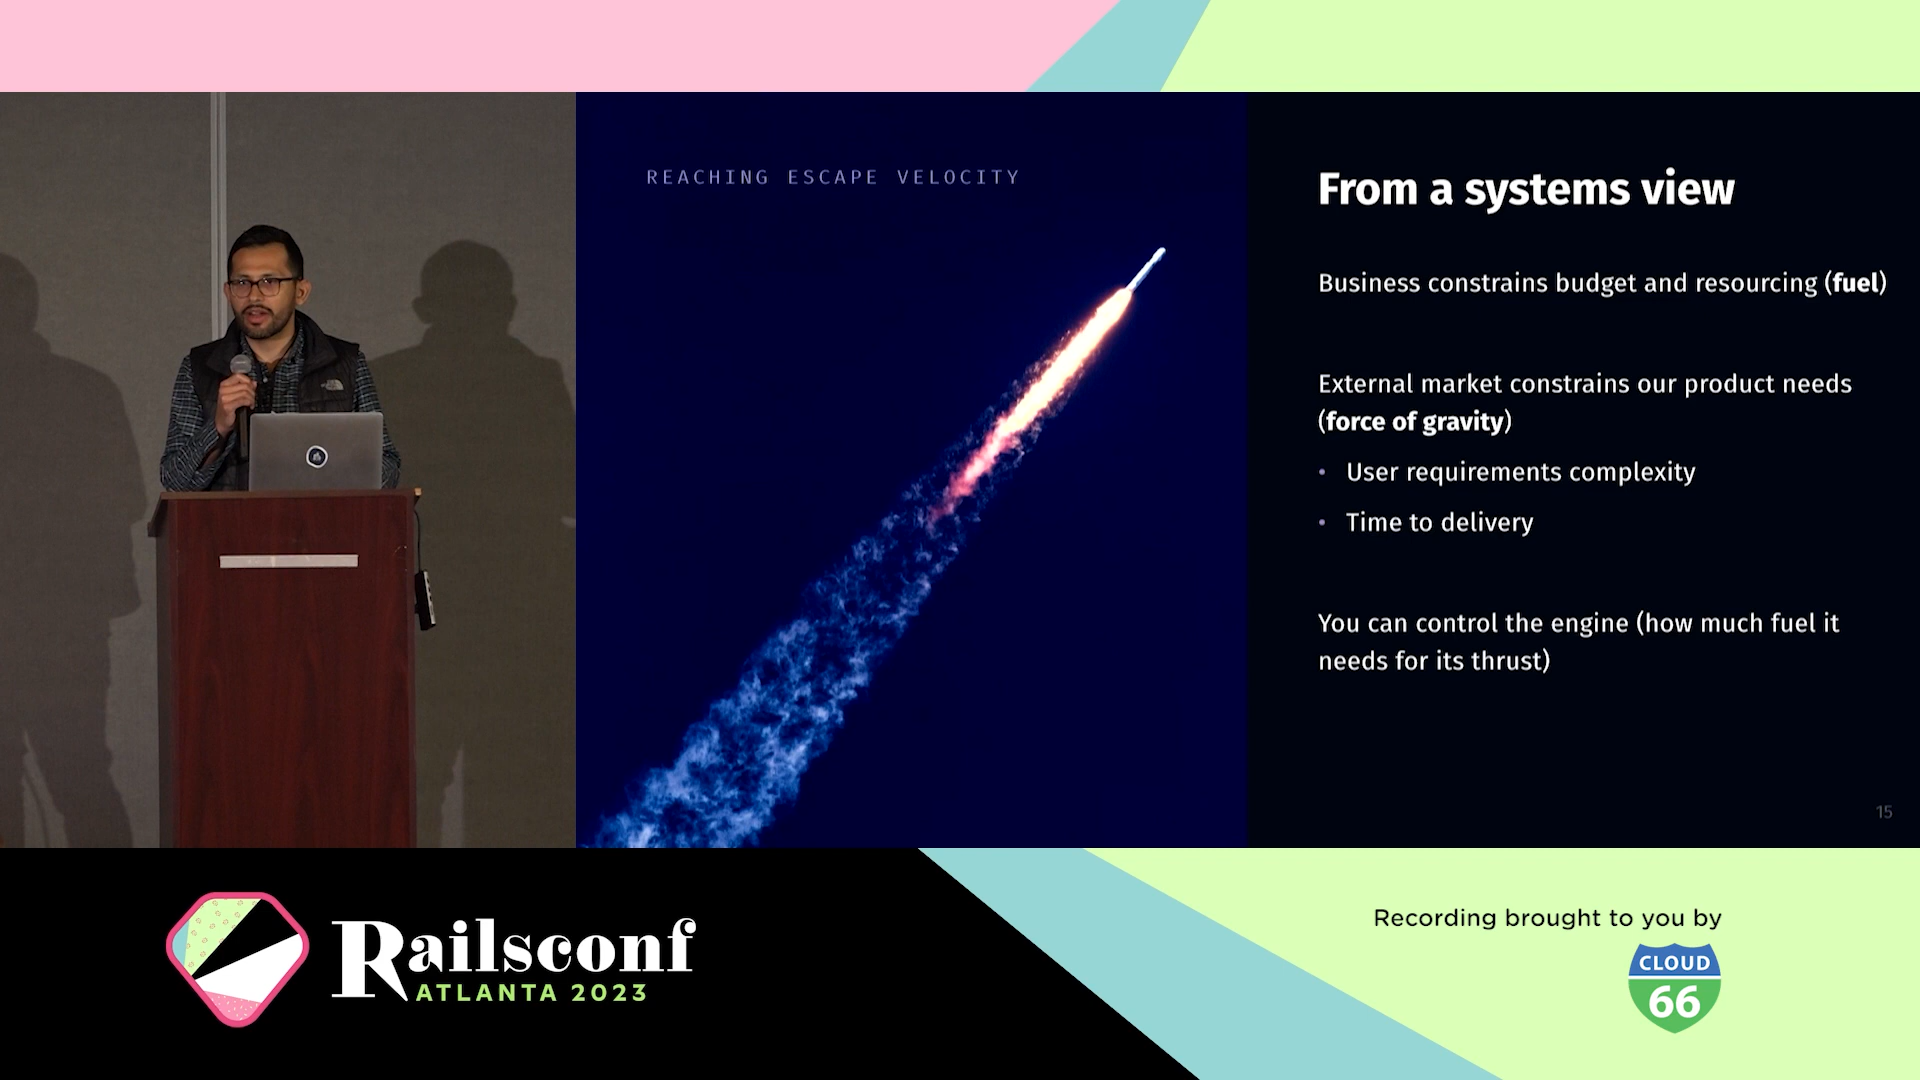 REACHING ESCAPE VELOCITY
From a systems view
Business constrains budget and resourcing (fuel)
External market constrains our product needs
(force of gravity)
• User requirements complexity
• Time to delivery
You can control the engine (how much fuel it
needs for its thrust)
15
Railsconf
ATLANTA 2023
Recording brought to you by
CLOUD
66